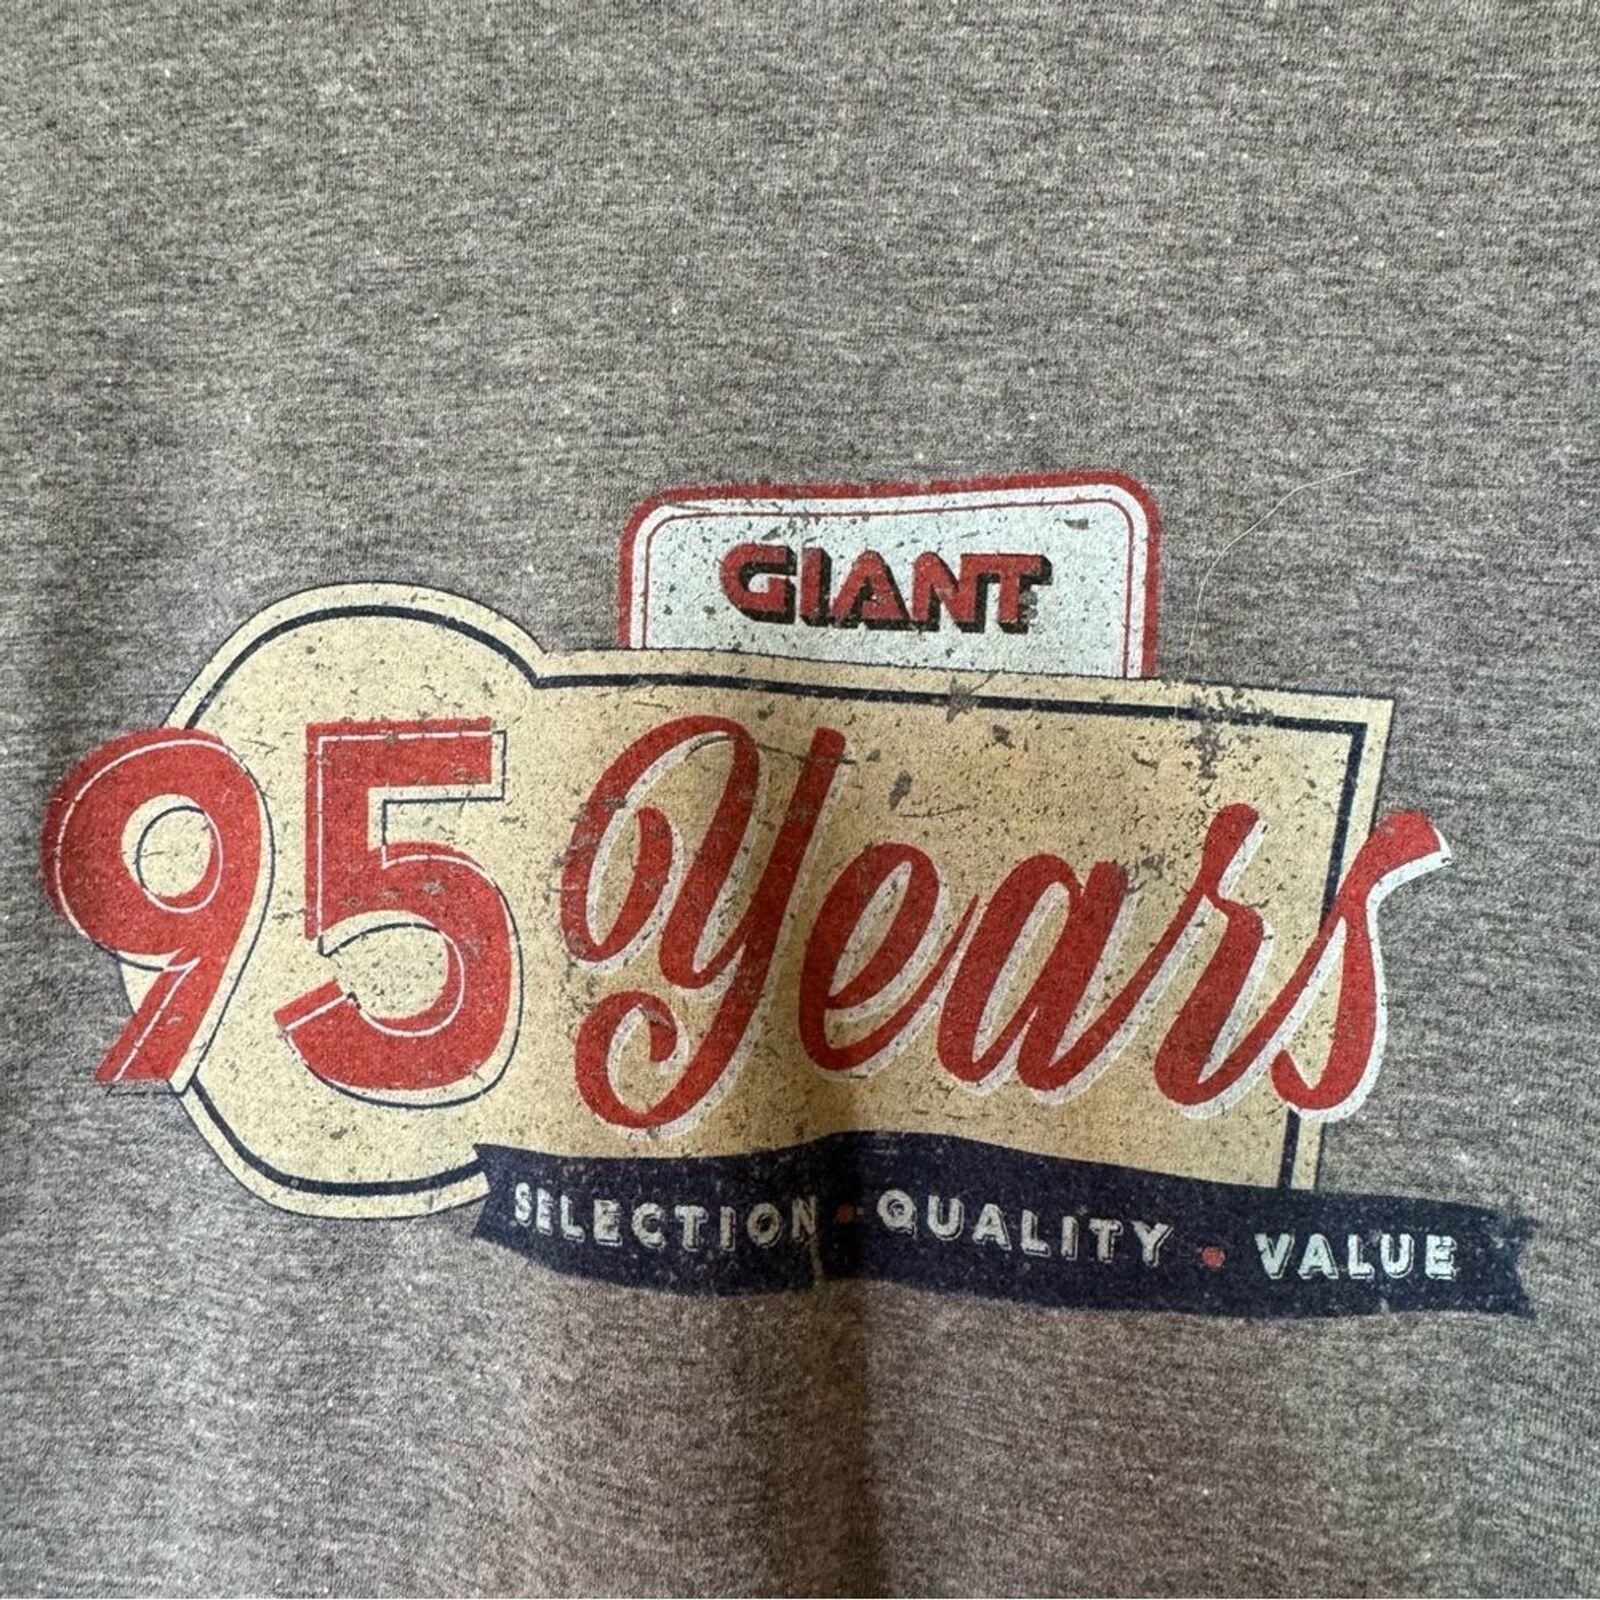 GIANT
95 Years
SELECTION • QUALITY • VALUE